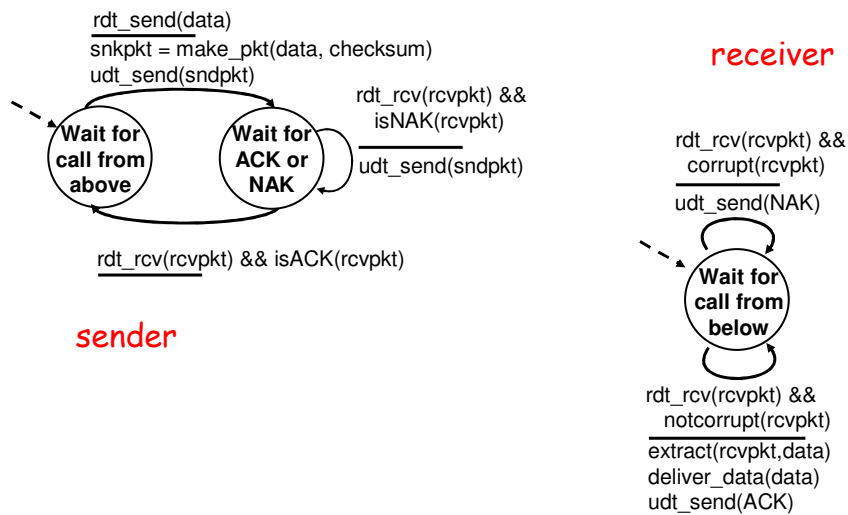 rdt_send(data)
snkpkt = make_pkt(data, checksum)
udt_send(sndpkt)
receiver
Wait for
call from
above
Wait for
ACK or
NAK
rdt_rcv(rcvpkt) &&
isNAK(rcvpkt)
udt_send(sndpkt)
rdt_rcv(rcvpkt) && isACK(rcvpkt)
sender
rdt_rcv(rcvpkt) &&
corrupt(rcvpkt)
udt_send(NAK)
Wait for
call from
below
rdt_rcv(rcvpkt) &&
notcorrupt(rcvpkt)
extract(rcvpkt,data)
deliver_data(data)
udt_send(ACK)